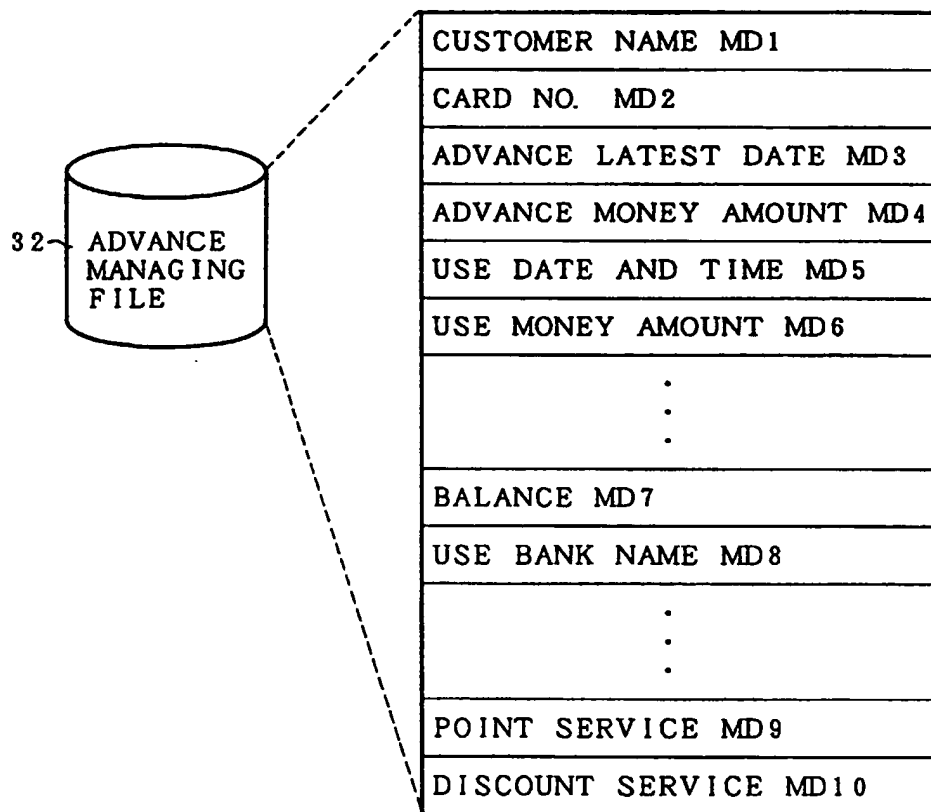 32 ADVANCE
MANAGING
FILE
CUSTOMER NAME MD1
CARD NO. MD2
ADVANCE LATEST DATE MD3
ADVANCE MONEY AMOUNT MD4
USE DATE AND TIME MD5
USE MONEY AMOUNT MD6
BALANCE MD7
USE BANK NAME MD8
POINT SERVICE MD9
DISCOUNT SERVICE MD10